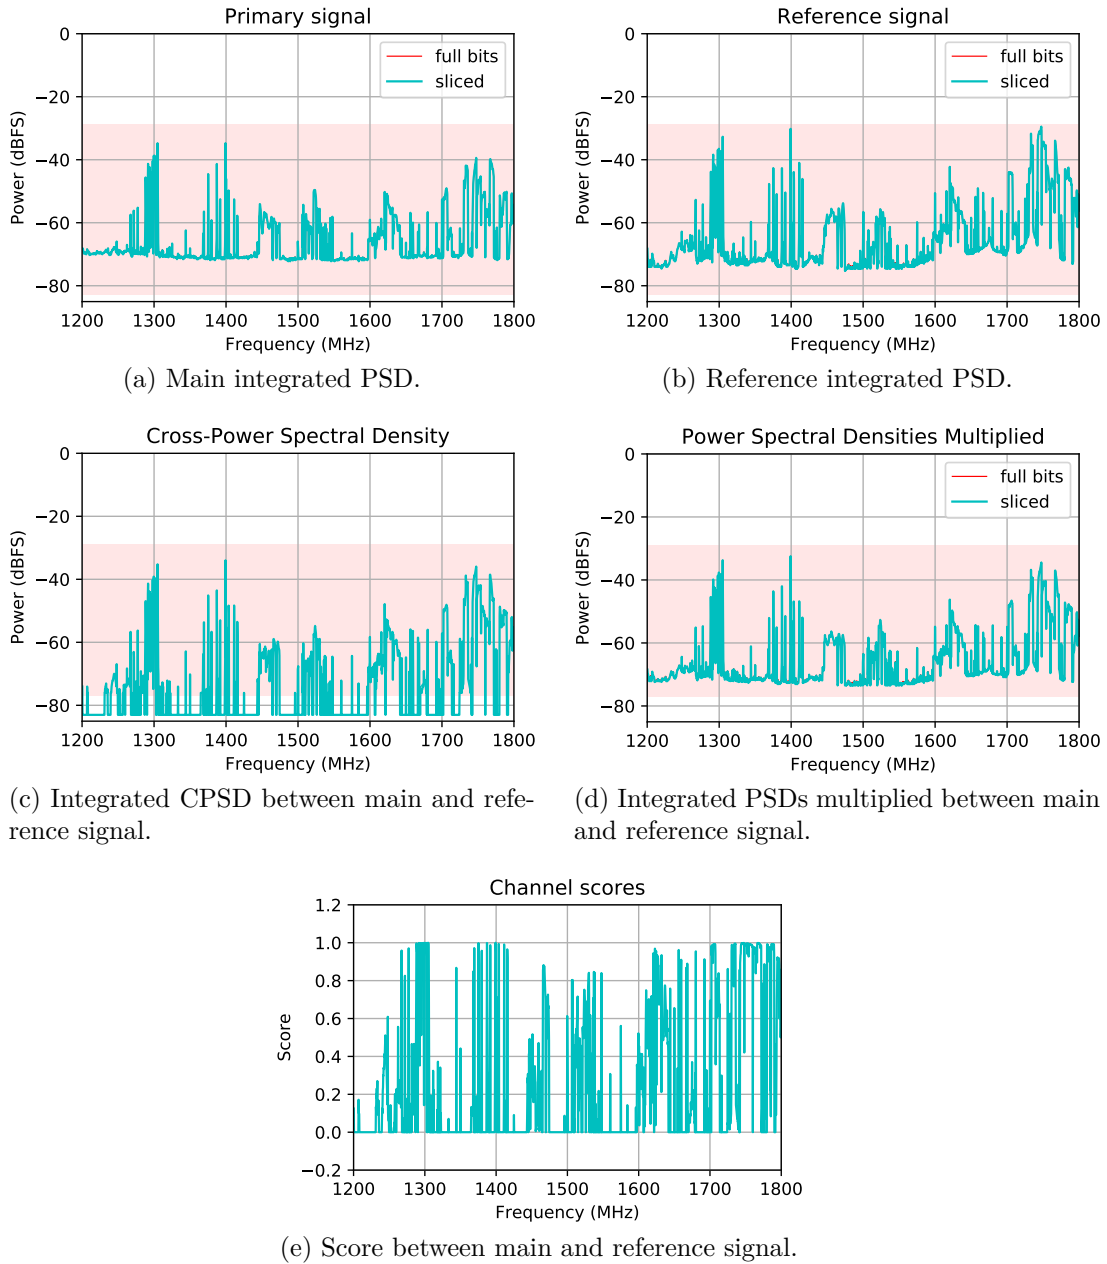 Primary signal
0
−20
−40
−60
−80
Power (dBFS)
full bits
sliced
1200 1300 1400 1500 1600 1700 1800
Frequency (MHz)
(a) Main integrated PSD.
Reference signal
0
−20
−40
−60
−80
Power (dBFS)
full bits
sliced
1200 1300 1400 1500 1600 1700 1800
Frequency (MHz)
(b) Reference integrated PSD.
Cross-Power Spectral Density
0
−20
−40
−60
−80
Power (dBFS)
1200 1300 1400 1500 1600 1700 1800
Frequency (MHz)
(c) Integrated CPSD between main and refe-
rence signal.
Power Spectral Densities Multiplied
0
−20
−40
−60
−80
Power (dBFS)
full bits
sliced
1200 1300 1400 1500 1600 1700 1800
Frequency (MHz)
(d) Integrated PSDs multiplied between main
and reference signal.
Channel scores
1.2
1.0
0.8
0.6
0.4
0.2
0.0
−0.2
Score
1200 1300 1400 1500 1600 1700 1800
Frequency (MHz)
(e) Score between main and reference signal.